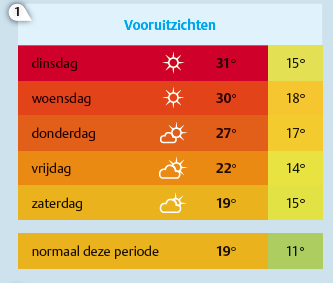 1
Vooruitzichten
dinsdag 31° 15°
woensdag 30° 18°
donderdag 27° 17°
vrijdag 22° 14°
zaterdag 19° 15°
normaal deze periode 19° 11°